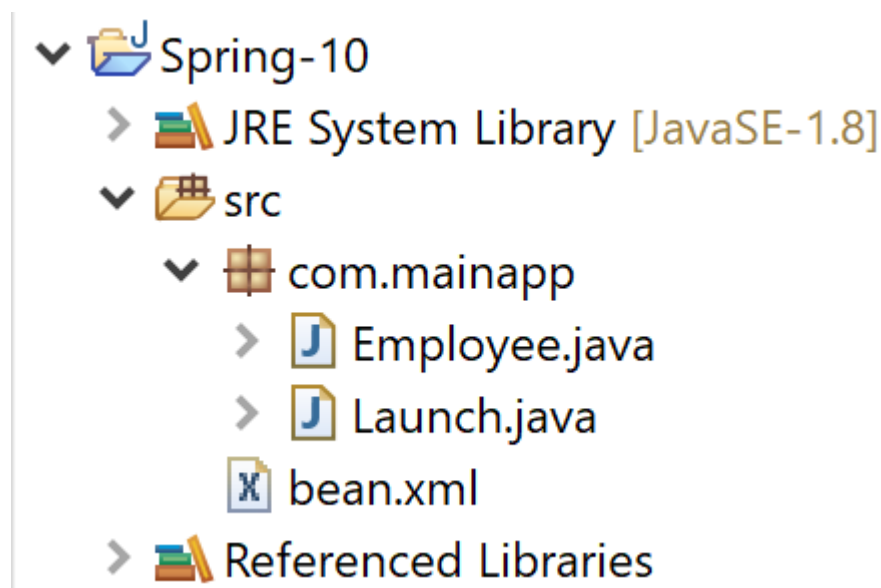 Spring-10
JRE System Library [JavaSE-1.8]
src
com.mainapp
Employee.java
Launch.java
bean.xml
Referenced Libraries